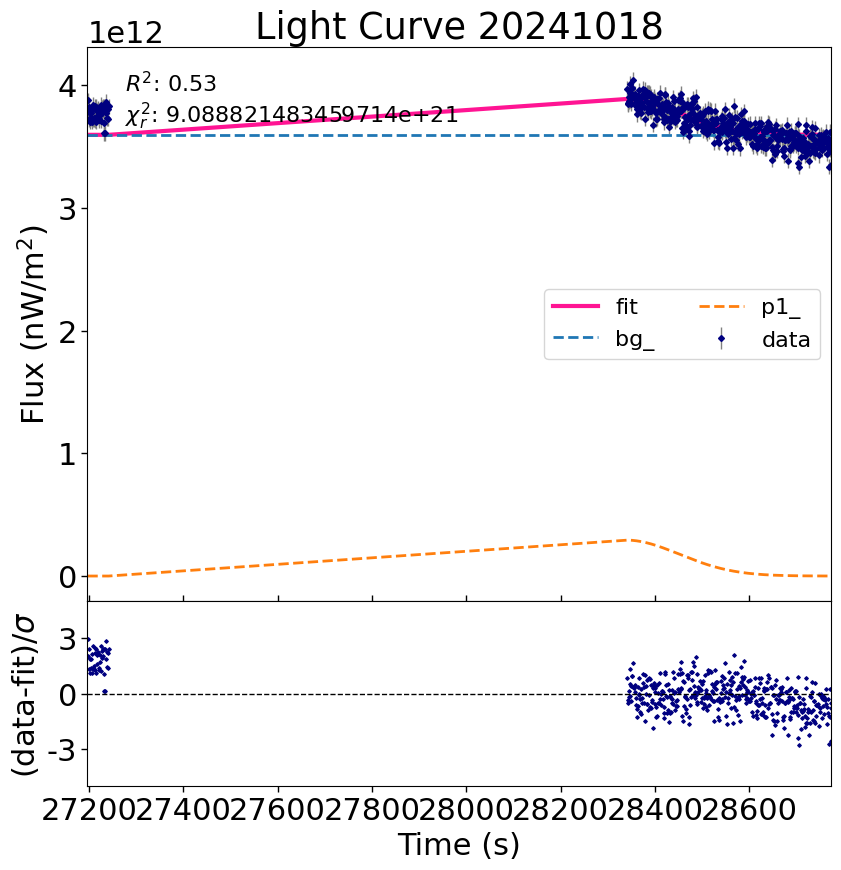 Light Curve 20241018
1e12
R²: 0.53
χ²ᵣ: 9.088821483459714e+21
4
3
2
1
0
Flux (nW/m²)
fit
bg_
p1_
data
3
0
-3
(data-fit)/σ
27200 27400 27600 27800 28000 28200 28400 28600
Time (s)